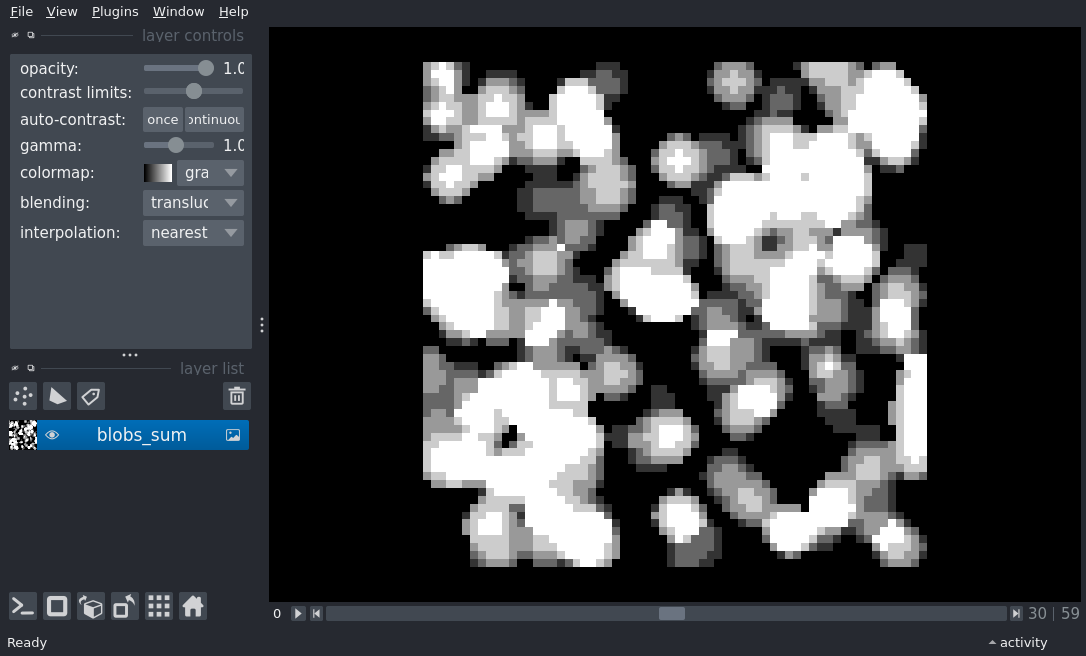 File View Plugins Window Help
layer controls
opacity: 1.0
contrast limits:
auto-contrast: once ontinuou
gamma: 1.0
colormap: gra
blending: transluc
interpolation: nearest
layer list
blobs_sum
0 30 | 59
Ready activity